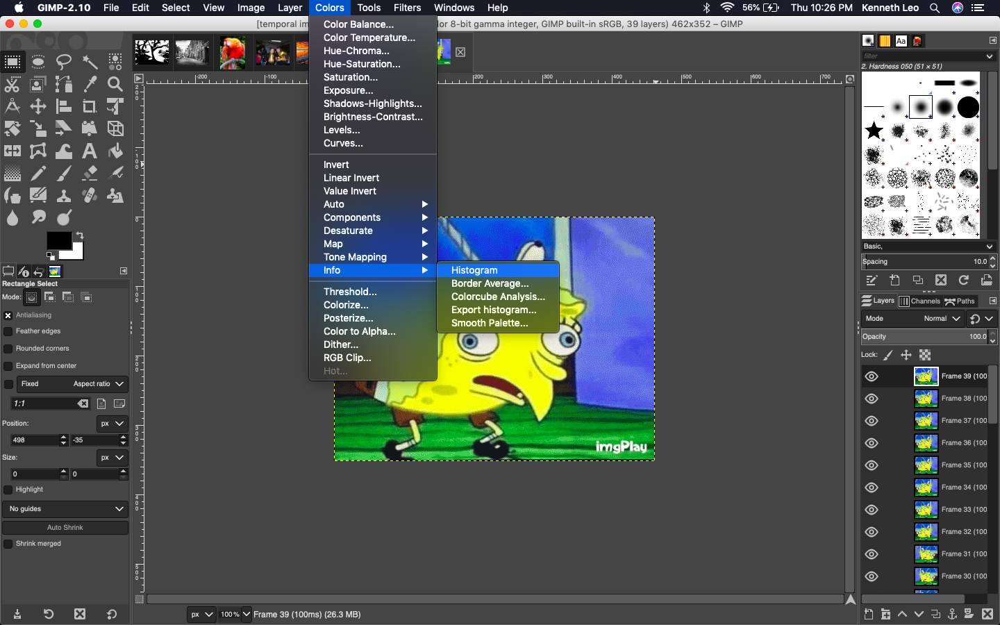 GIMP-2.10 File Edit Select View Image Layer Colors Tools Filters Windows Help 56% Thu 10:26 PM Kenneth Leo
[temporal im
or 8-bit gamma integer, GIMP built-in sRGB, 39 layers) 462x352 – GIMP
Color Balance...
Color Temperature...
Hue-Chroma...
Hue-Saturation...
Saturation...
Exposure...
Shadows-Highlights...
Brightness-Contrast...
Levels...
Curves...
Invert
Linear Invert
Value Invert
Auto
Components
Desaturate
Map
Tone Mapping
Info
Threshold...
Colorize...
Posterize...
Color to Alpha...
Dither...
RGB Clip...
Hot...
Histogram
Border Average...
Colorcube Analysis...
Export histogram...
Smooth Palette...
-200 -100 200 300 400 500 600 700
imgPlay
Rectangle Select
Mode:
Antialiasing
Feather edges
Rounded corners
Expand from center
Fixed Aspect ratio
1:1
Position: px
498 -35
Size: px
0 0
Highlight
No guides
Auto Shrink
Shrink merged
px 100 % Frame 39 (100ms) (26.3 MB)
Aa
filter
2. Hardness 050 (51 × 51)
Basic,
Spacing 10.0
Layers Channels Paths
Mode Normal
Opacity 100.0
Lock:
Frame 39 (100
Frame 38 (100
Frame 37 (100
Frame 36 (100
Frame 35 (100
Frame 34 (100
Frame 33 (100
Frame 32 (100
Frame 31 (100
Frame 30 (100